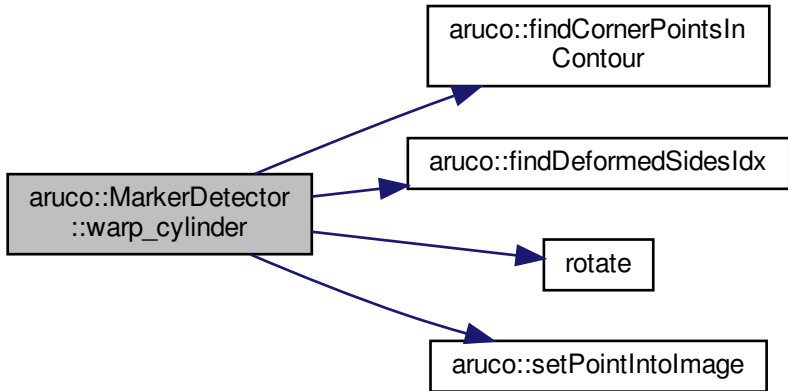 aruco::MarkerDetector
::warp_cylinder
aruco::findCornerPointsIn
Contour
aruco::findDeformedSidesIdx
rotate
aruco::setPointIntoImage